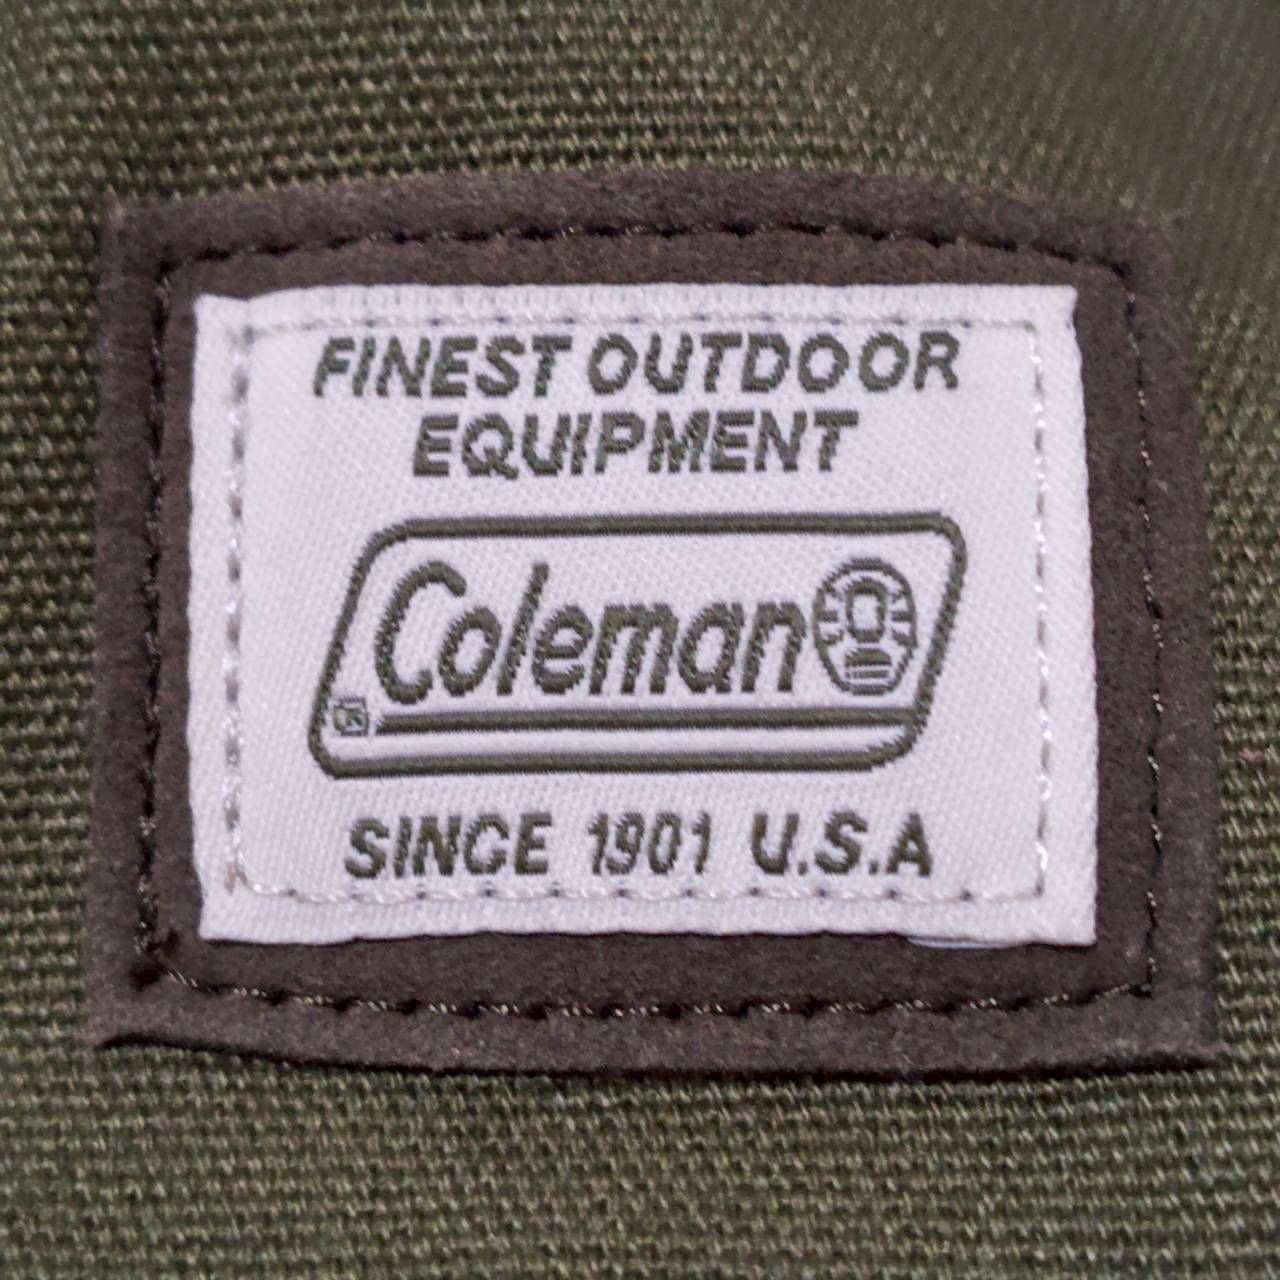 FINEST OUTDOOR
EQUIPMENT
Coleman
SINCE 1901 U.S.A